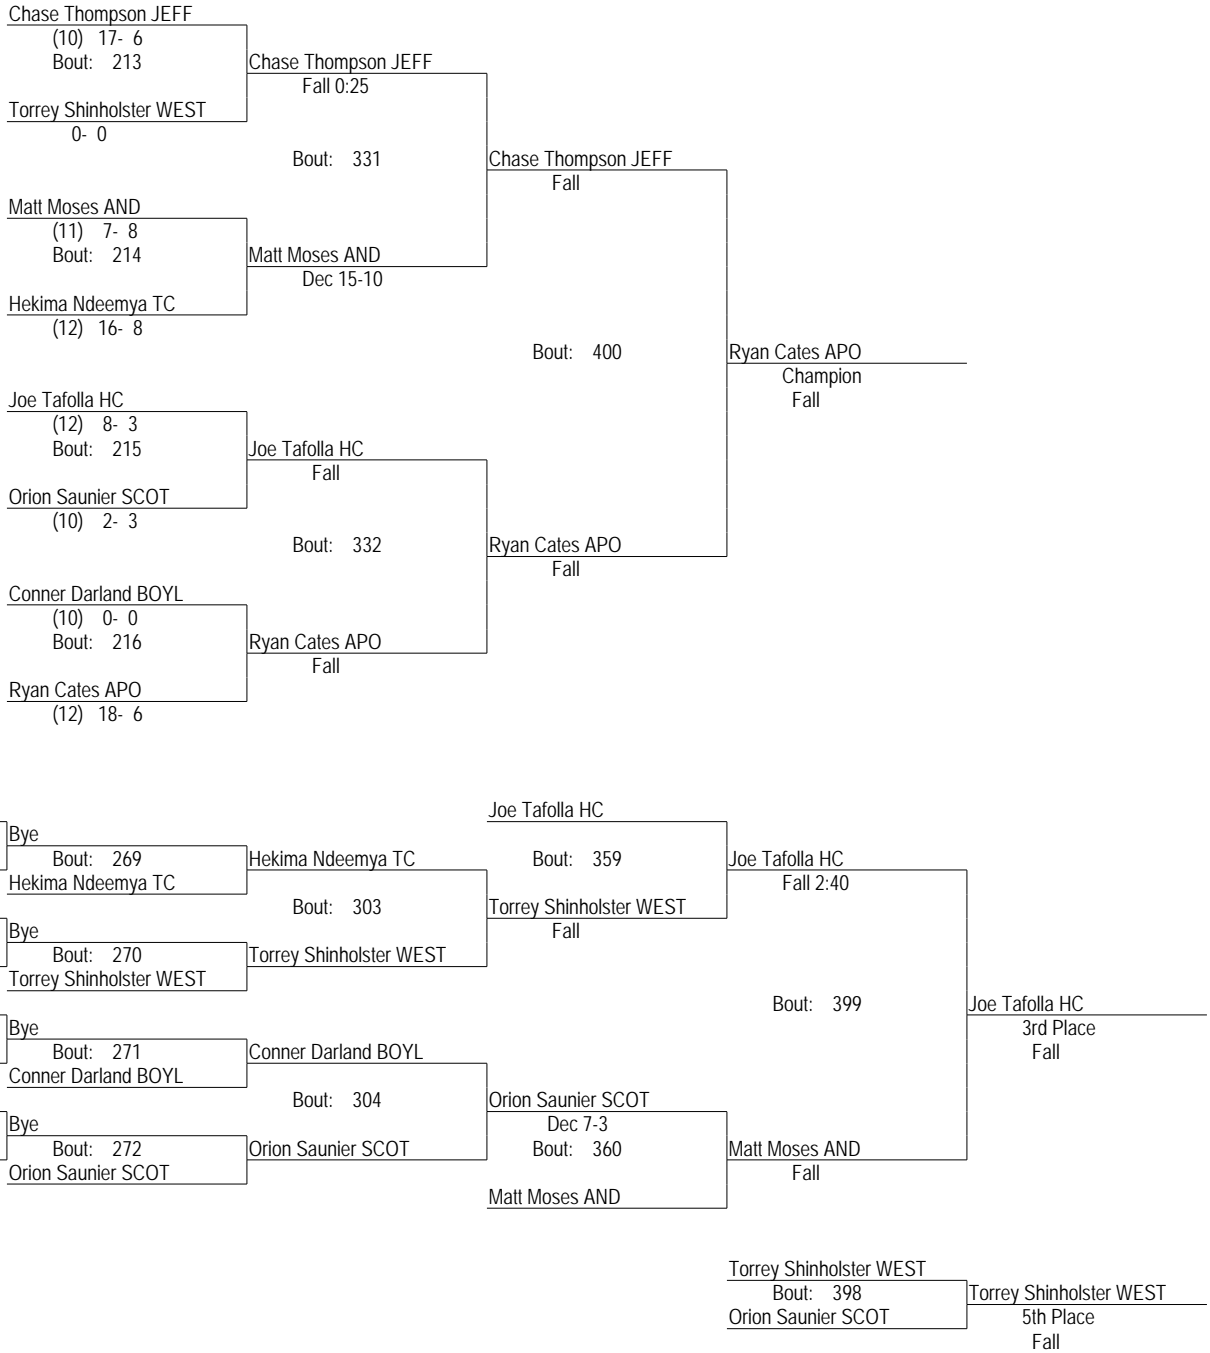 Chase Thompson JEFF
(10) 17- 6
Bout: 213
Chase Thompson JEFF
Fall 0:25
Torrey Shinholster WEST
0- 0
Bout: 331
Chase Thompson JEFF
Fall
Matt Moses AND
(11) 7- 8
Bout: 214
Matt Moses AND
Dec 15-10
Hekima Ndeemya TC
(12) 16- 8
Bout: 400
Ryan Cates APO
Champion
Fall
Joe Tafolla HC
(12) 8- 3
Bout: 215
Joe Tafolla HC
Fall
Orion Saunier SCOT
(10) 2- 3
Bout: 332
Ryan Cates APO
Fall
Conner Darland BOYL
(10) 0- 0
Bout: 216
Ryan Cates APO
Fall
Ryan Cates APO
(12) 18- 6
Joe Tafolla HC
Bye
Bout: 269
Hekima Ndeemya TC
Hekima Ndeemya TC
Bout: 359
Joe Tafolla HC
Fall 2:40
Bout: 303
Torrey Shinholster WEST
Fall
Bye
Bout: 270
Torrey Shinholster WEST
Torrey Shinholster WEST
Bout: 399
Joe Tafolla HC
3rd Place
Fall
Bye
Bout: 271
Conner Darland BOYL
Conner Darland BOYL
Bout: 304
Orion Saunier SCOT
Dec 7-3
Bye
Bout: 272
Orion Saunier SCOT
Orion Saunier SCOT
Bout: 360
Matt Moses AND
Fall
Matt Moses AND
Torrey Shinholster WEST
Bout: 398
Orion Saunier SCOT
Torrey Shinholster WEST
5th Place
Fall